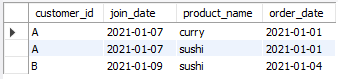 customer_id join_date product_name order_date
A 2021-01-07 curry 2021-01-01
A 2021-01-07 sushi 2021-01-01
B 2021-01-09 sushi 2021-01-04